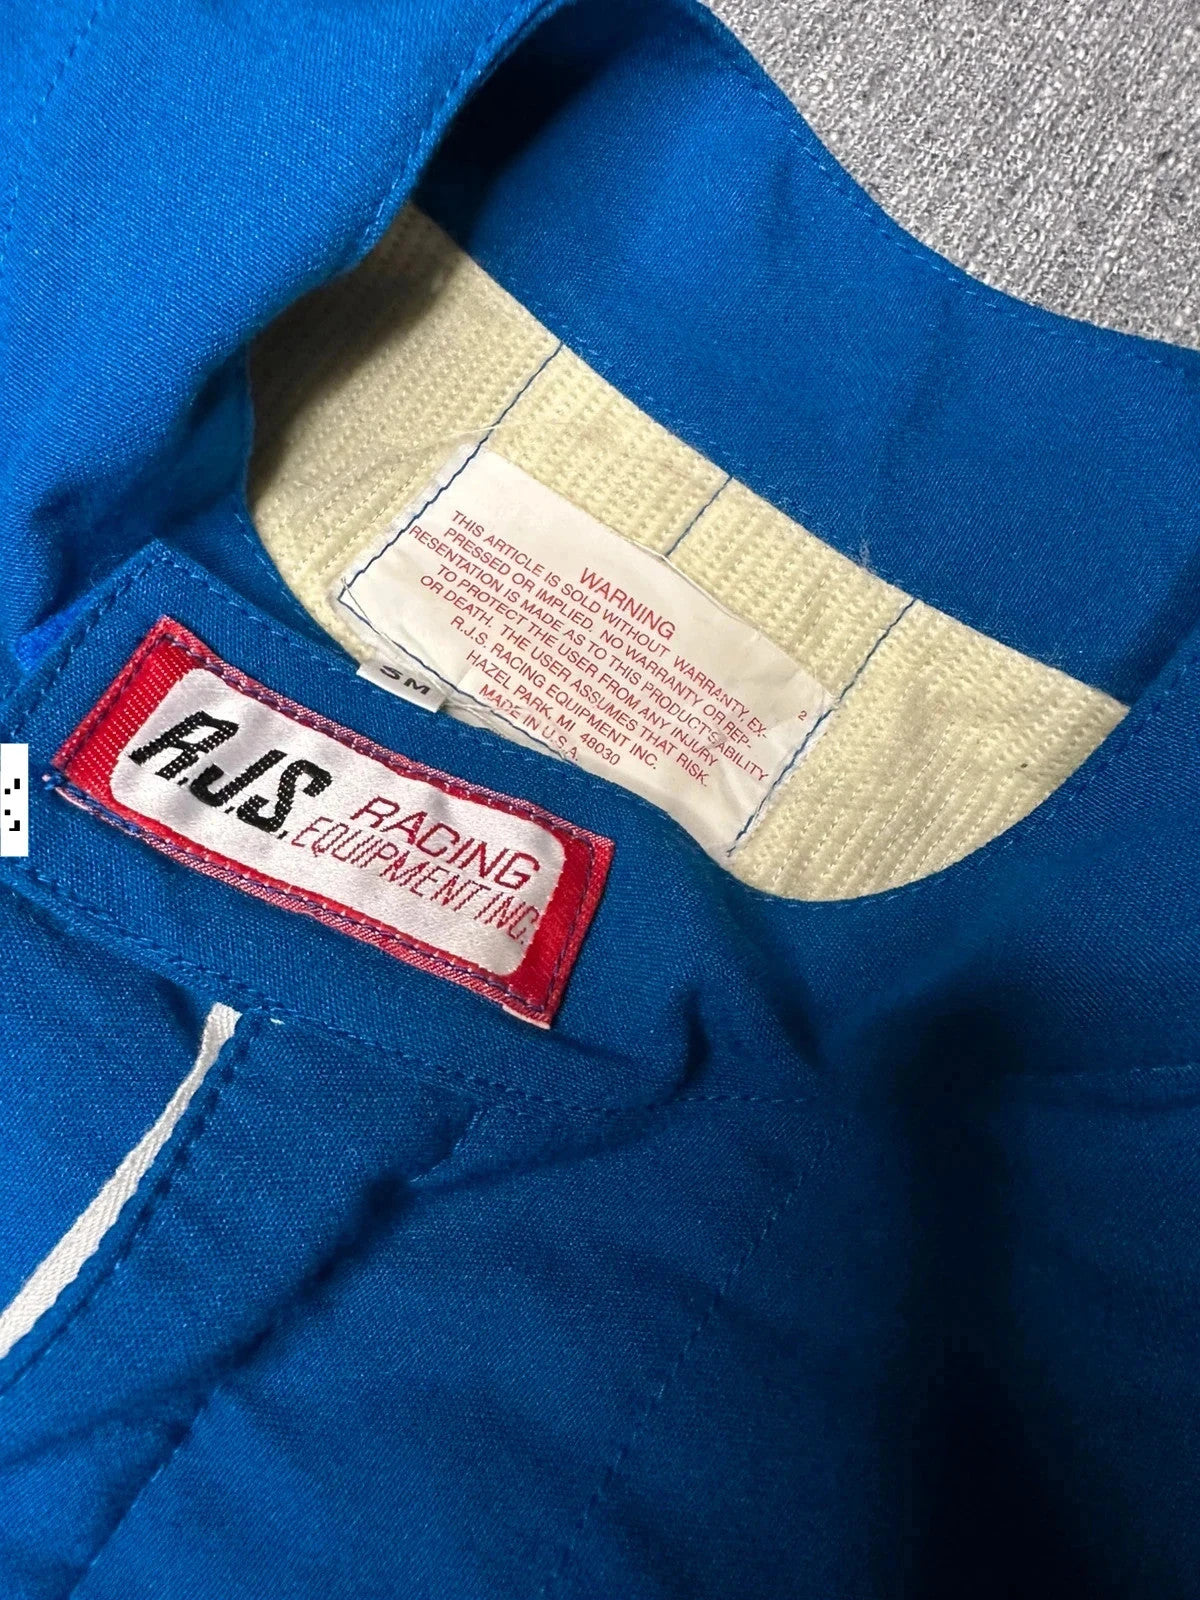 WARNING
THIS ARTICLE IS SOLD WITHOUT WARRANTY, EX-
PRESSED OR IMPLIED. NO WARRANTY OR REP-
RESENTATION IS MADE AS TO THIS PRODUCT'S ABILITY
TO PROTECT THE USER FROM ANY INJURY
OR DEATH. THE USER ASSUMES THAT RISK.
R.J.S. RACING EQUIPMENT INC.
HAZEL PARK, MI 48030
MADE IN U.S.A.
2
SM
R.J.S. RACING
EQUIPMENT INC.